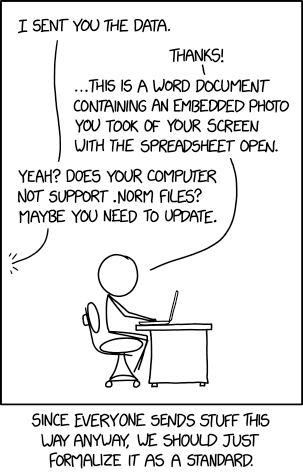 I SENT YOU THE DATA.
THANKS!
...THIS IS A WORD DOCUMENT
CONTAINING AN EMBEDDED PHOTO
YOU TOOK OF YOUR SCREEN
WITH THE SPREADSHEET OPEN.
YEAH? DOES YOUR COMPUTER
NOT SUPPORT .NORM FILES?
MAYBE YOU NEED TO UPDATE.
SINCE EVERYONE SENDS STUFF THIS
WAY ANYWAY, WE SHOULD JUST
FORMALIZE IT AS A STANDARD.